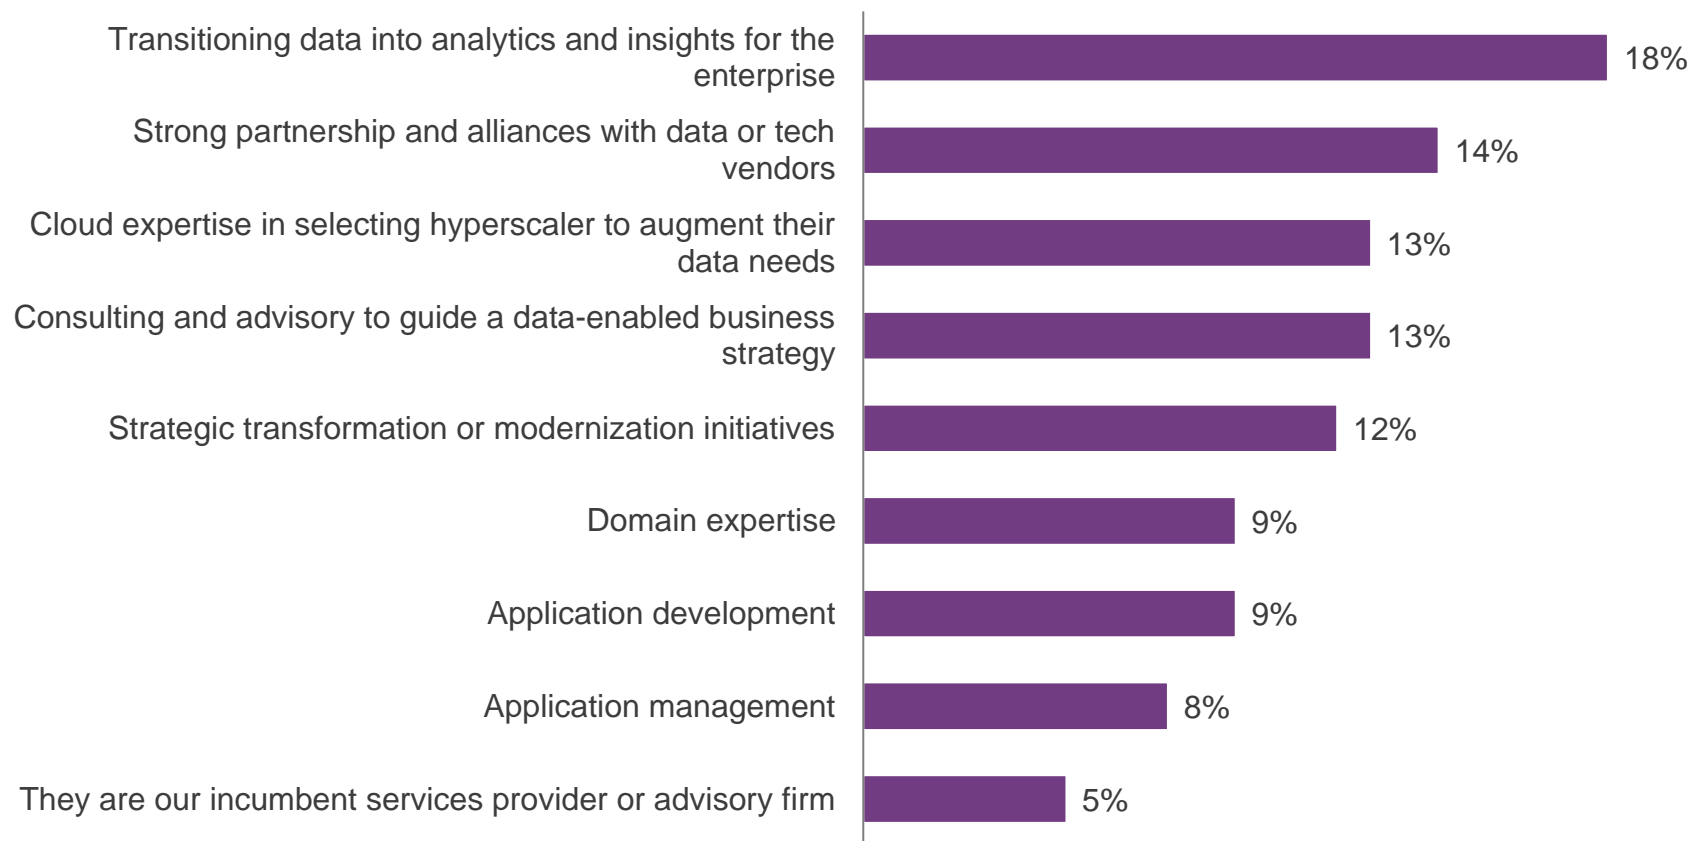 Transitioning data into analytics and insights for the
enterprise
18%
Strong partnership and alliances with data or tech
vendors
14%
Cloud expertise in selecting hyperscaler to augment their
data needs
13%
Consulting and advisory to guide a data-enabled business
strategy
13%
Strategic transformation or modernization initiatives
12%
Domain expertise
9%
Application development
9%
Application management
8%
They are our incumbent services provider or advisory firm
5%